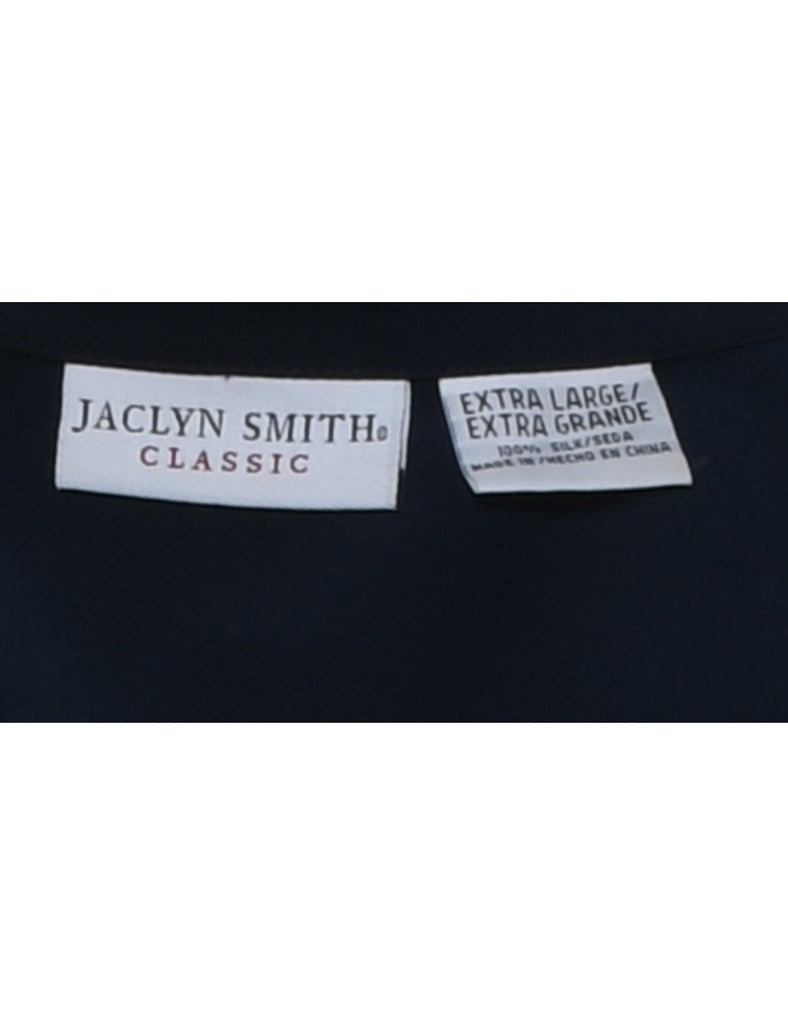 JACLYN SMITH®
CLASSIC
EXTRA LARGE/
EXTRA GRANDE
100% SILK/SEDA
MADE IN/HECHO EN CHINA